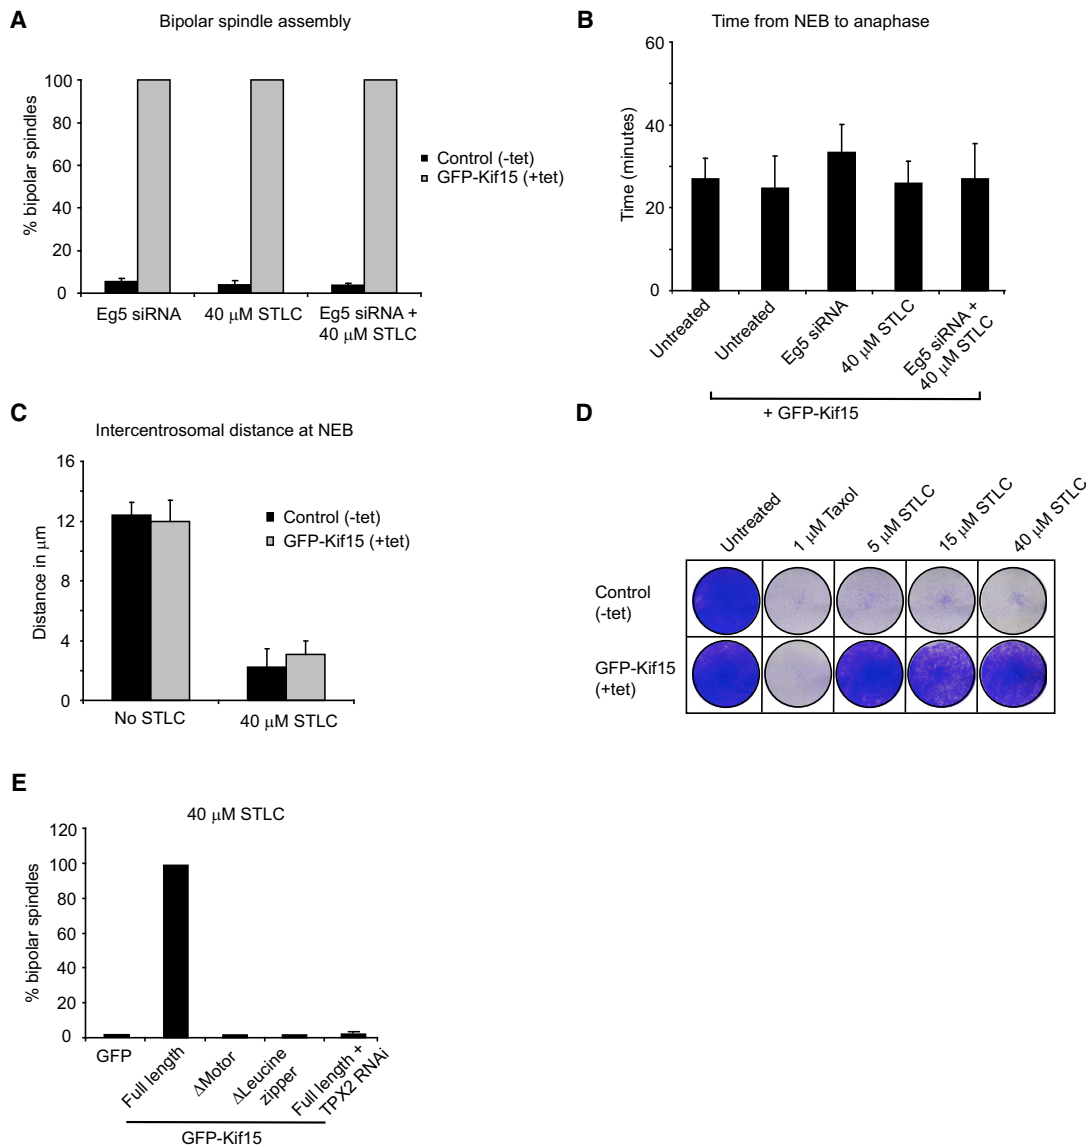 A
Bipolar spindle assembly
% bipolar spindles
100
80
60
40
20
0
Eg5 siRNA
40 μM STLC
Eg5 siRNA +
40 μM STLC
Control (-tet)
GFP-Kif15 (+tet)
B
Time from NEB to anaphase
Time (minutes)
60
40
20
0
Untreated
Untreated
Eg5 siRNA
40 μM STLC
Eg5 siRNA +
40 μM STLC
+ GFP-Kif15
C
Intercentrosomal distance at NEB
Distance in μm
16
12
8
4
0
No STLC
40 μM STLC
Control (-tet)
GFP-Kif15 (+tet)
D
Untreated
1 μM Taxol
5 μM STLC
15 μM STLC
40 μM STLC
Control
(-tet)
GFP-Kif15
(+tet)
E
40 μM STLC
% bipolar spindles
120
100
80
60
40
20
0
GFP
Full length
ΔMotor
ΔLeucine
zipper
Full length +
TPX2 RNAi
GFP-Kif15